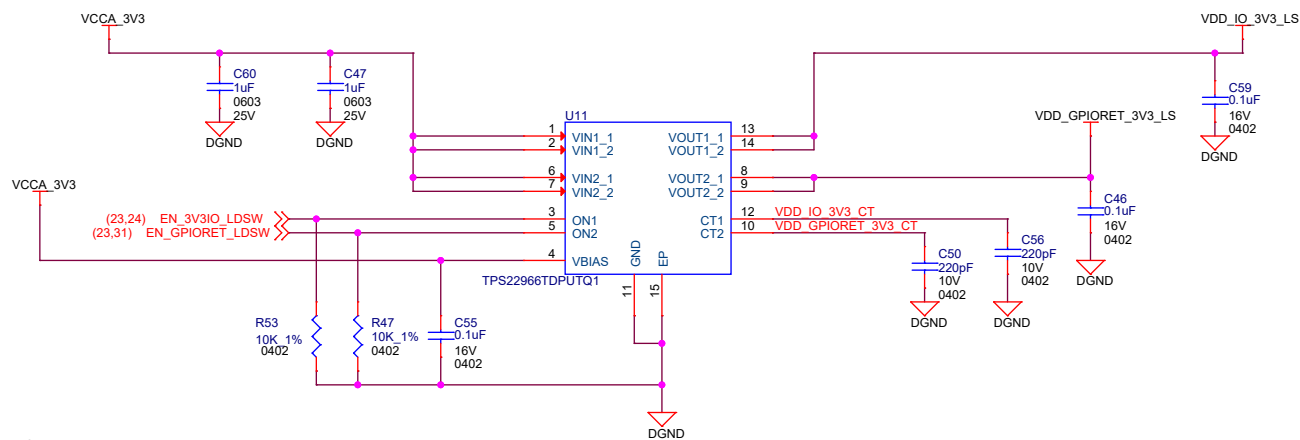 VCCA_3V3
VDD_IO_3V3_LS
C60
1uF
0603
25V
DGND
C47
1uF
0603
25V
DGND
C59
0.1uF
16V
0402
DGND
VDD_GPIORET_3V3_LS
U11
1 VIN1_1
2 VIN1_2
6 VIN2_1
7 VIN2_2
3 ON1
5 ON2
4 VBIAS
VOUT1_1 13
VOUT1_2 14
VOUT2_1 8
VOUT2_2 9
CT1 12 VDD_IO_3V3_CT
CT2 10 VDD_GPIORET_3V3_CT
GND 11
EP 15
TPS22966TDPUTQ1
VCCA_3V3
(23,24) EN_3V3IO_LDSW
(23,31) EN_GPIORET_LDSW
C46
0.1uF
16V
0402
DGND
C50
220pF
10V
0402
DGND
C56
220pF
10V
0402
DGND
R53
10K_1%
0402
R47
10K_1%
0402
C55
0.1uF
16V
0402
DGND